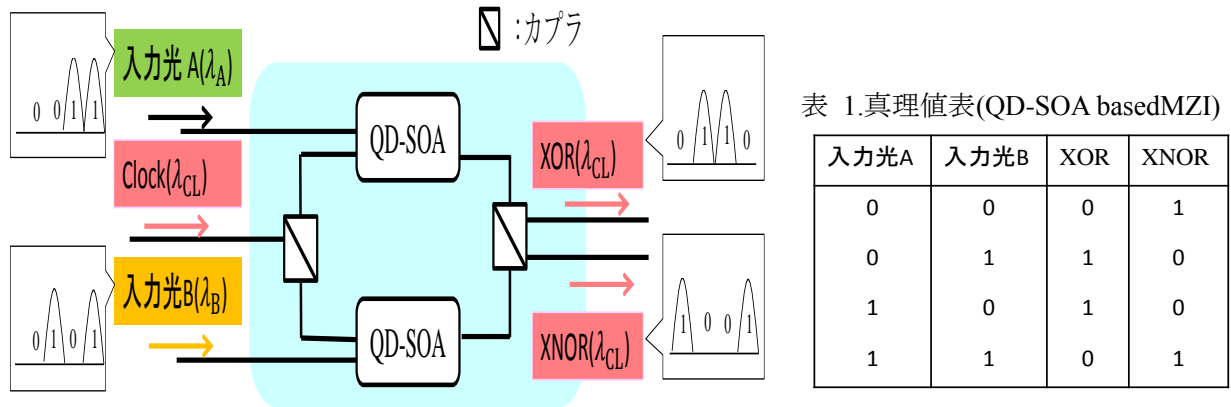 :カプラ
0 0 1 1
入力光 A(λA)
QD-SOA
XOR(λCL)
0 1 1 0
Clock(λCL)
0 1 0 1
入力光B(λB)
QD-SOA
XNOR(λCL)
1 0 0 1
表 1.真理値表(QD-SOA basedMZI)
入力光A 入力光B XOR XNOR
0 0 0 1
0 1 1 0
1 0 1 0
1 1 0 1